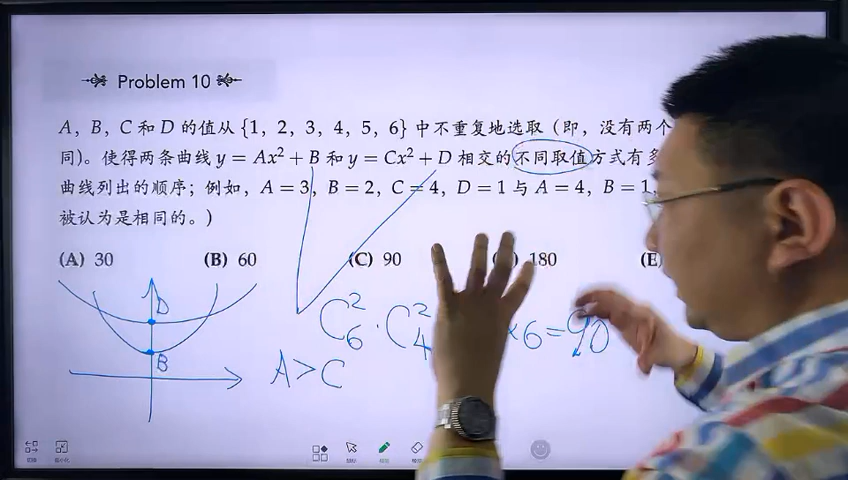 Problem 10
A, B, C 和 D 的值从 {1, 2, 3, 4, 5, 6} 中不重复地选取（即，没有两个
同）。使得两条曲线 y = Ax² + B 和 y = Cx² + D 相交的不同取值方式有
曲线列出的顺序；例如，A = 3, B = 2, C = 4, D = 1 与 A = 4, B = 1,
被认为是相同的。）
(A) 30 (B) 60 (C) 90 180 (E)
D
B
C₆² · C₄² ×6=90
A>C